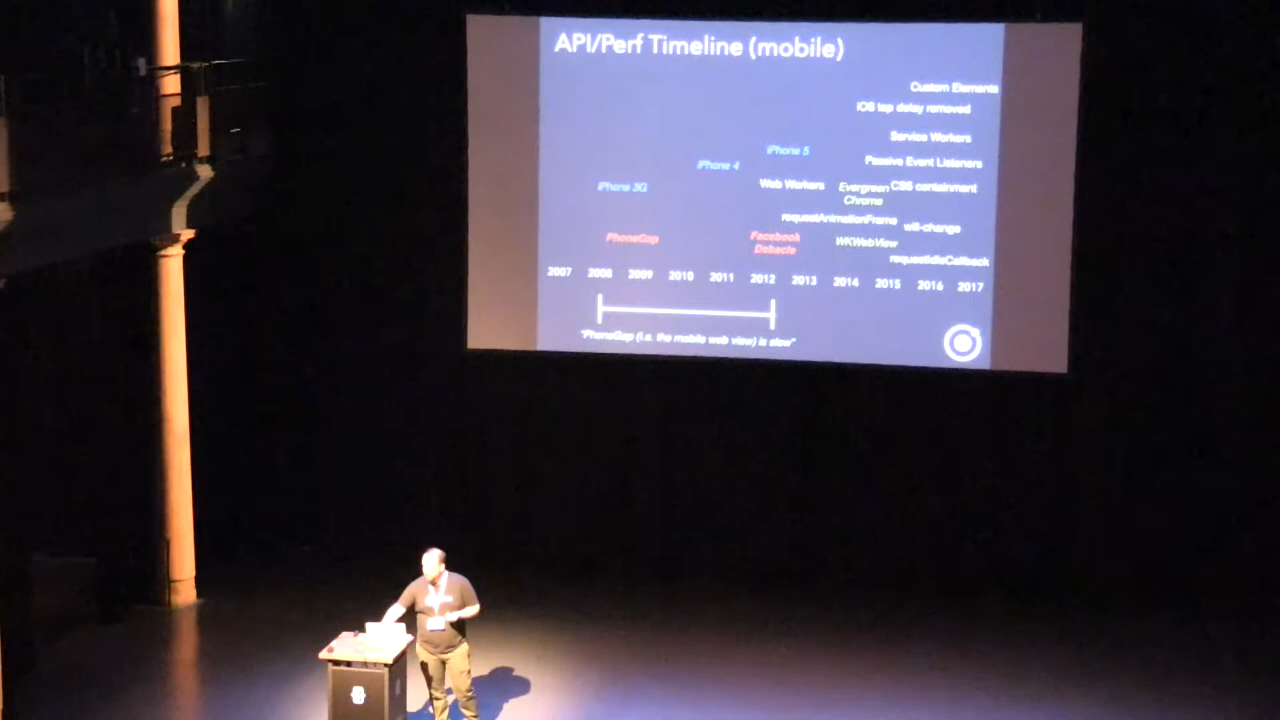 API/Perf Timeline (mobile)
Custom Elements
iOS tap delay removed
Service Workers
iPhone 5
Passive Event Listeners
iPhone 4
Web Workers
Evergreen
Chrome
CSS containment
iPhone 3G
requestAnimationFrame
will-change
PhoneGap
Facebook
Debacle
WKWebView
requestIdleCallback
2007 2008 2009 2010 2011 2012 2013 2014 2015 2016 2017
"PhoneGap (i.e. the mobile web view) is slow"